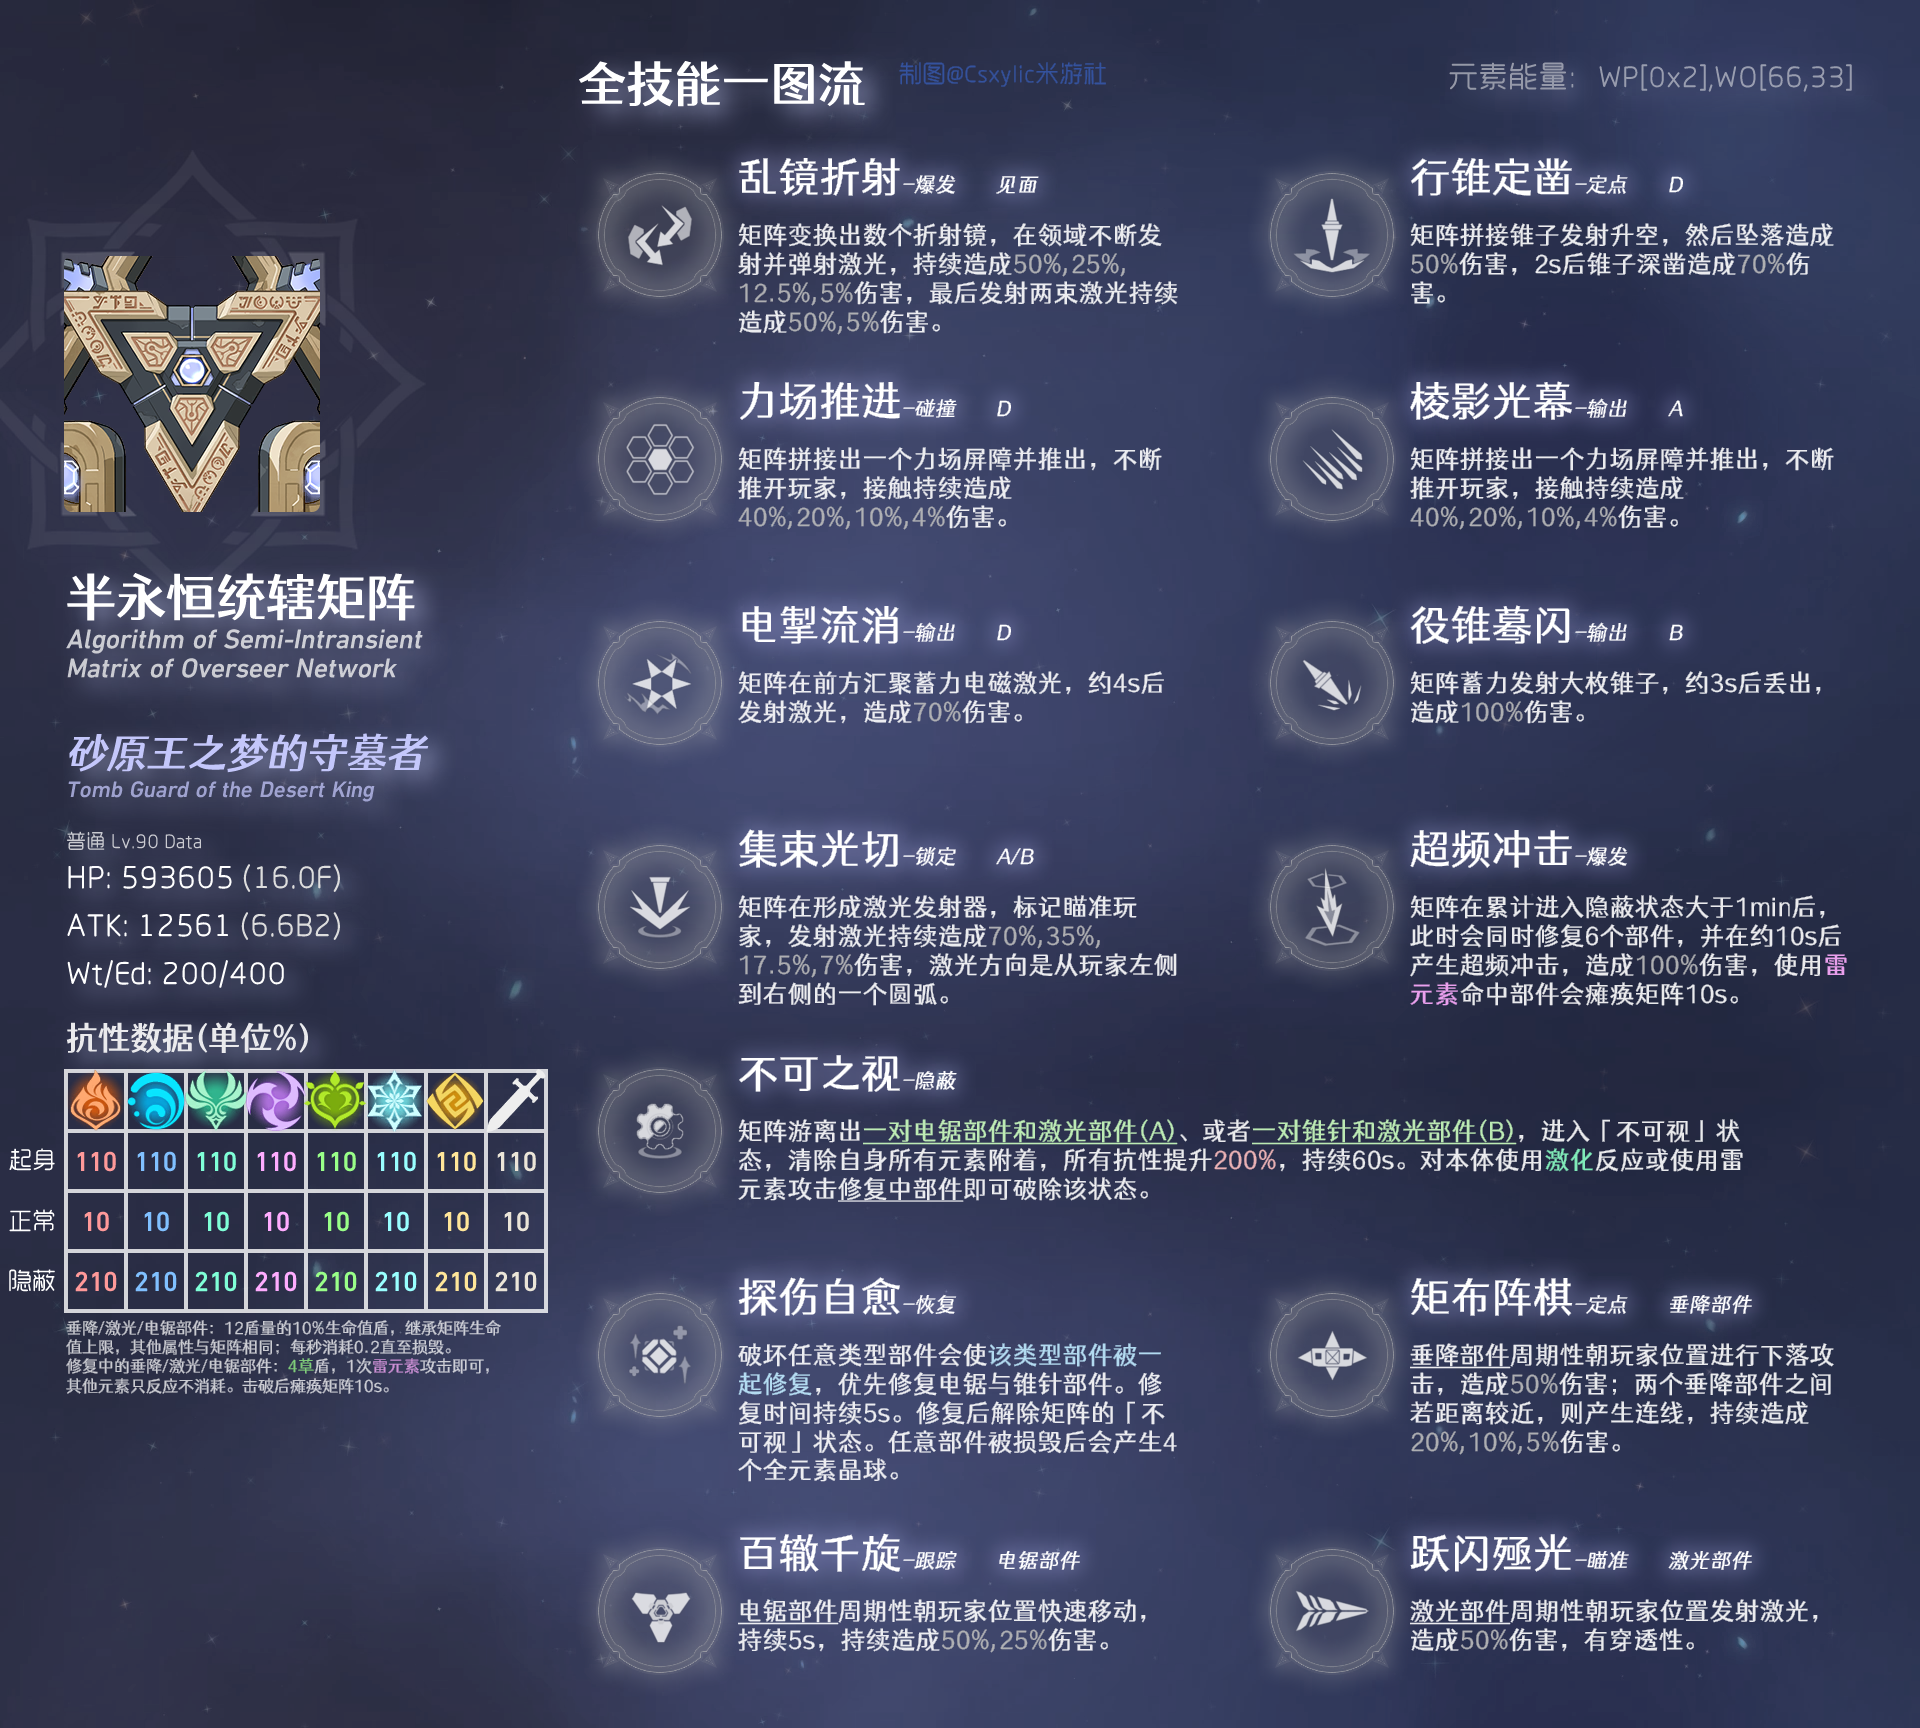 全技能一图流
制图@Csxylic米游社
元素能量: WP[0x2],WO[66,33]
半永恒统辖矩阵
Algorithm of Semi-Intransient
Matrix of Overseer Network
砂原王之梦的守墓者
Tomb Guard of the Desert King
普通 Lv.90 Data
HP: 593605 (16.0F)
ATK: 12561 (6.6B2)
Wt/Ed: 200/400
抗性数据(单位%)
起身 110 110 110 110 110 110 110 110
正常 10 10 10 10 10 10 10 10
隐蔽 210 210 210 210 210 210 210 210
垂降/激光/电锯部件: 12盾量的10%生命值盾，继承矩阵生命
值上限，其他属性与矩阵相同；每秒消耗0.2直至损毁。
修复中的垂降/激光/电锯部件: 4草盾，1次雷元素攻击即可，
其他元素只反应不消耗。击破后瘫痪矩阵10s。
乱镜折射-爆发 见面
矩阵变换出数个折射镜，在领域不断发
射并弹射激光，持续造成50%,25%,
12.5%,5%伤害，最后发射两束激光持续
造成50%,5%伤害。
行锥定凿-定点 D
矩阵拼接锥子发射升空，然后坠落造成
50%伤害，2s后锥子深凿造成70%伤
害。
力场推进-碰撞 D
矩阵拼接出一个力场屏障并推出，不断
推开玩家，接触持续造成
40%,20%,10%,4%伤害。
棱影光幕-输出 A
矩阵拼接出一个力场屏障并推出，不断
推开玩家，接触持续造成
40%,20%,10%,4%伤害。
电掣流消-输出 D
矩阵在前方汇聚蓄力电磁激光，约4s后
发射激光，造成70%伤害。
役锥蓦闪-输出 B
矩阵蓄力发射大枚锥子，约3s后丢出，
造成100%伤害。
集束光切-锁定 A/B
矩阵在形成激光发射器，标记瞄准玩
家，发射激光持续造成70%,35%,
17.5%,7%伤害，激光方向是从玩家左侧
到右侧的一个圆弧。
超频冲击-爆发
矩阵在累计进入隐蔽状态大于1min后，
此时会同时修复6个部件，并在约10s后
产生超频冲击，造成100%伤害，使用雷
元素命中部件会瘫痪矩阵10s。
不可之视-隐蔽
矩阵游离出一对电锯部件和激光部件(A)、或者一对锥针和激光部件(B)，进入「不可视」状
态，清除自身所有元素附着，所有抗性提升200%，持续60s。对本体使用激化反应或使用雷
元素攻击修复中部件即可破除该状态。
探伤自愈-恢复
破坏任意类型部件会使该类型部件被一
起修复，优先修复电锯与锥针部件。修
复时间持续5s。修复后解除矩阵的「不
可视」状态。任意部件被损毁后会产生4
个全元素晶球。
矩布阵棋-定点 垂降部件
垂降部件周期性朝玩家位置进行下落攻
击，造成50%伤害；两个垂降部件之间
若距离较近，则产生连线，持续造成
20%,10%,5%伤害。
百辙千旋-跟踪 电锯部件
电锯部件周期性朝玩家位置快速移动，
持续5s，持续造成50%,25%伤害。
跃闪殛光-瞄准 激光部件
激光部件周期性朝玩家位置发射激光，
造成50%伤害，有穿透性。